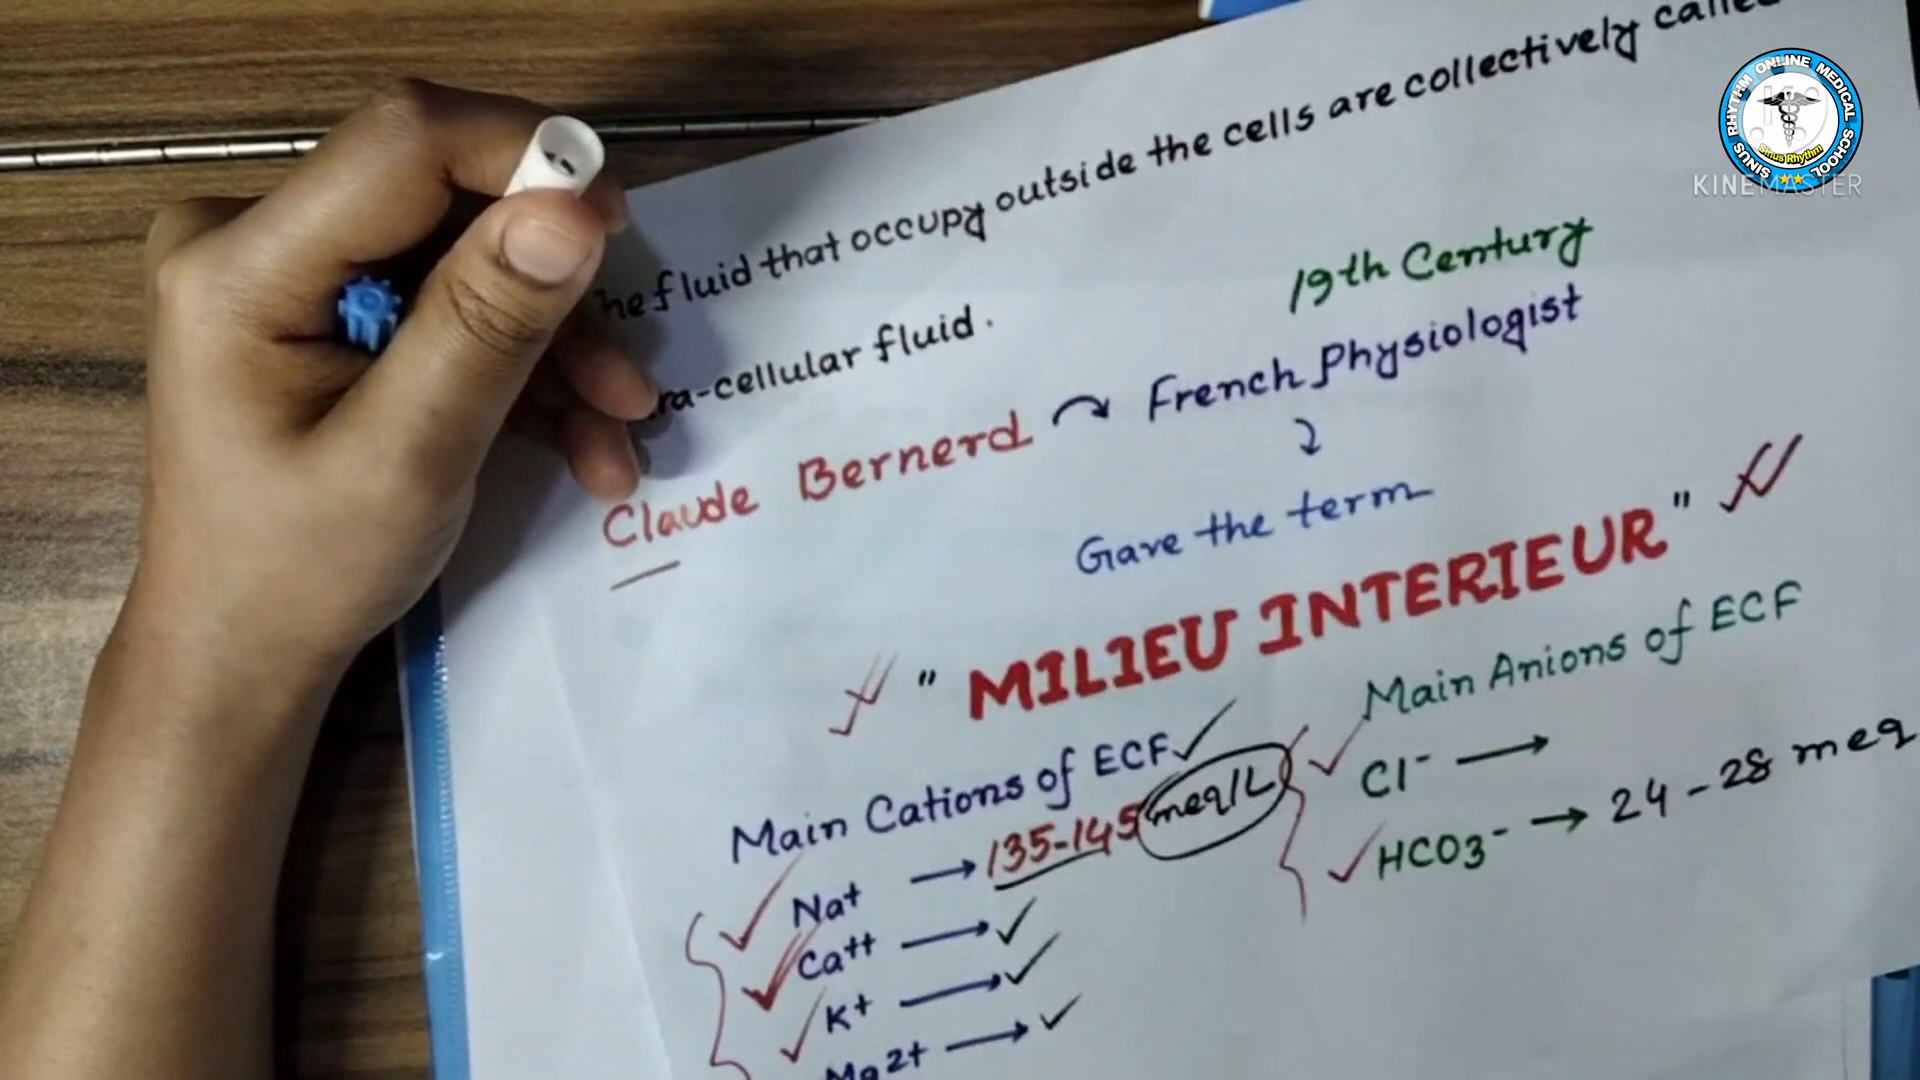 SINUS RHYTHM ONLINE MEDICAL SCHOOL
Sinus Rhythm
KINEMASTER
fluid that occupy outside the cells are collectively
-cellular fluid.
19th Century
Claude Bernerd → French Physiologist
Gave the term
" MILIEU INTERIEUR "
Main Cations of ECF
Na+ → 135-145 meq/L
Ca++ →
K+ →
Mg2+ →
Main Anions of ECF
Cl- →
HCO3- → 24-28 meq